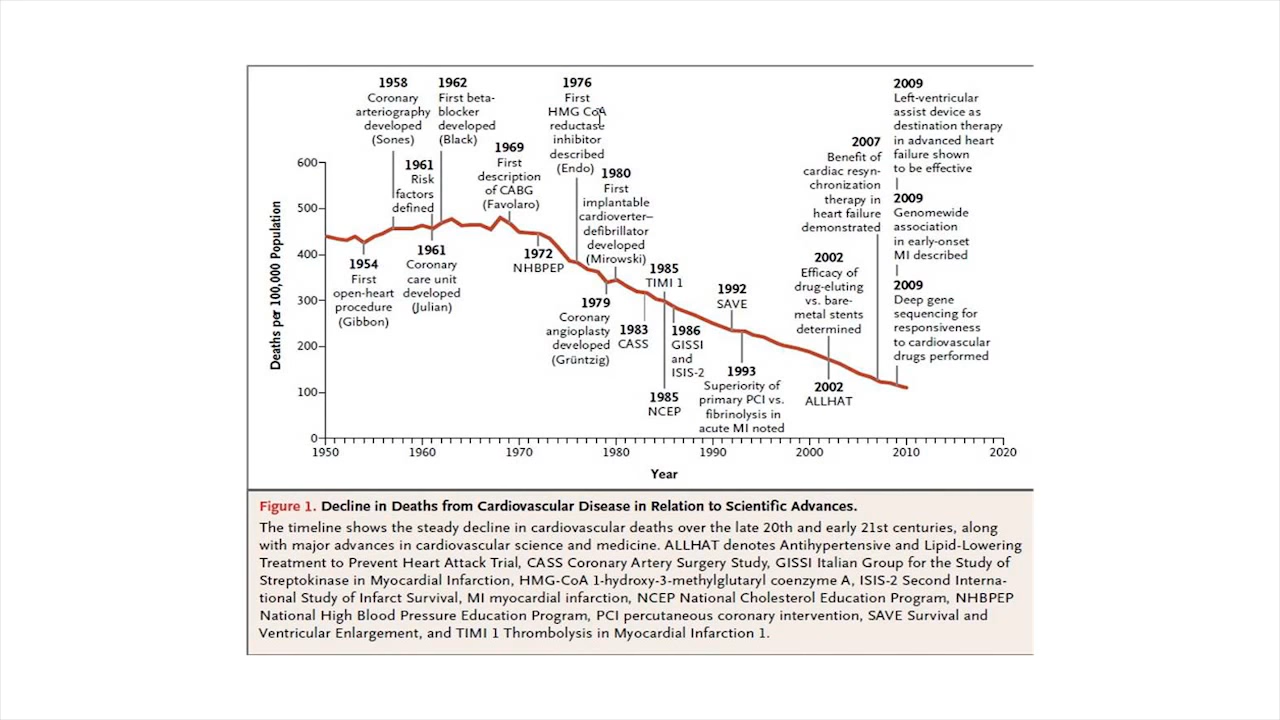 1958
Coronary
arteriography
developed
(Sones)
1962
First beta-
blocker
developed
(Black)
1976
First
HMG CoA
reductase
inhibitor
described
(Endo)
2009
Left-ventricular
assist device as
destination therapy
in advanced heart
failure shown
to be effective
1961
Risk
factors
defined
1969
First
description
of CABG
(Favolaro)
1980
First
implantable
cardioverter–
defibrillator
developed
(Mirowski)
2007
Benefit of
cardiac resyn-
chronization
therapy in
heart failure
demonstrated
2009
Genomewide
association
in early-onset
MI described
1954
First
open-heart
procedure
(Gibbon)
1961
Coronary
care unit
developed
(Julian)
1972
NHBPEP
1979
Coronary
angioplasty
developed
(Grüntzig)
1983
CASS
1985
TIMI 1
1986
GISSI
and
ISIS-2
1985
NCEP
1992
SAVE
1993
Superiority of
primary PCI vs.
fibrinolysis in
acute MI noted
2002
Efficacy of
drug-eluting
vs. bare-
metal stents
determined
2002
ALLHAT
2009
Deep gene
sequencing for
responsiveness
to cardiovascular
drugs performed
Deaths per 100,000 Population
600
500
400
300
200
100
0
1950 1960 1970 1980 1990 2000 2010 2020
Year
Figure 1. Decline in Deaths from Cardiovascular Disease in Relation to Scientific Advances.
The timeline shows the steady decline in cardiovascular deaths over the late 20th and early 21st centuries, along
with major advances in cardiovascular science and medicine. ALLHAT denotes Antihypertensive and Lipid-Lowering
Treatment to Prevent Heart Attack Trial, CASS Coronary Artery Surgery Study, GISSI Italian Group for the Study of
Streptokinase in Myocardial Infarction, HMG-CoA 1-hydroxy-3-methylglutaryl coenzyme A, ISIS-2 Second Interna-
tional Study of Infarct Survival, MI myocardial infarction, NCEP National Cholesterol Education Program, NHBPEP
National High Blood Pressure Education Program, PCI percutaneous coronary intervention, SAVE Survival and
Ventricular Enlargement, and TIMI 1 Thrombolysis in Myocardial Infarction 1.